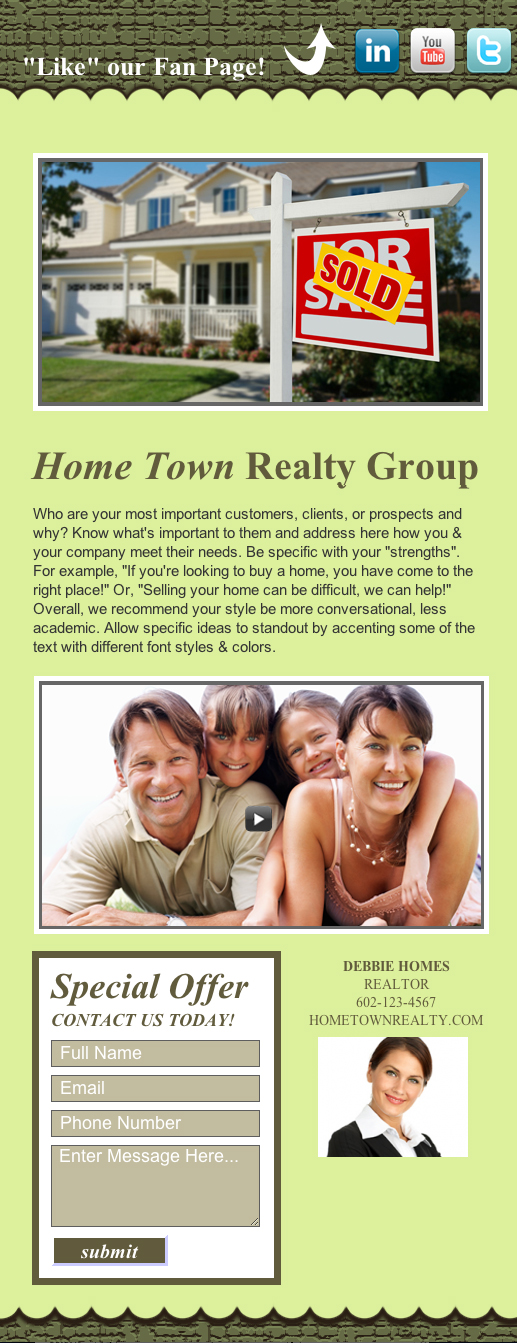 "Like" our Fan Page!
in
You
Tube
t
FOR
SALE
SOLD
Home Town Realty Group
Who are your most important customers, clients, or prospects and
why? Know what's important to them and address here how you &
your company meet their needs. Be specific with your "strengths".
For example, "If you're looking to buy a home, you have come to the
right place!" Or, "Selling your home can be difficult, we can help!"
Overall, we recommend your style be more conversational, less
academic. Allow specific ideas to standout by accenting some of the
text with different font styles & colors.
Special Offer
CONTACT US TODAY!
Full Name
Email
Phone Number
Enter Message Here...
submit
DEBBIE HOMES
REALTOR
602-123-4567
HOMETOWNREALTY.COM